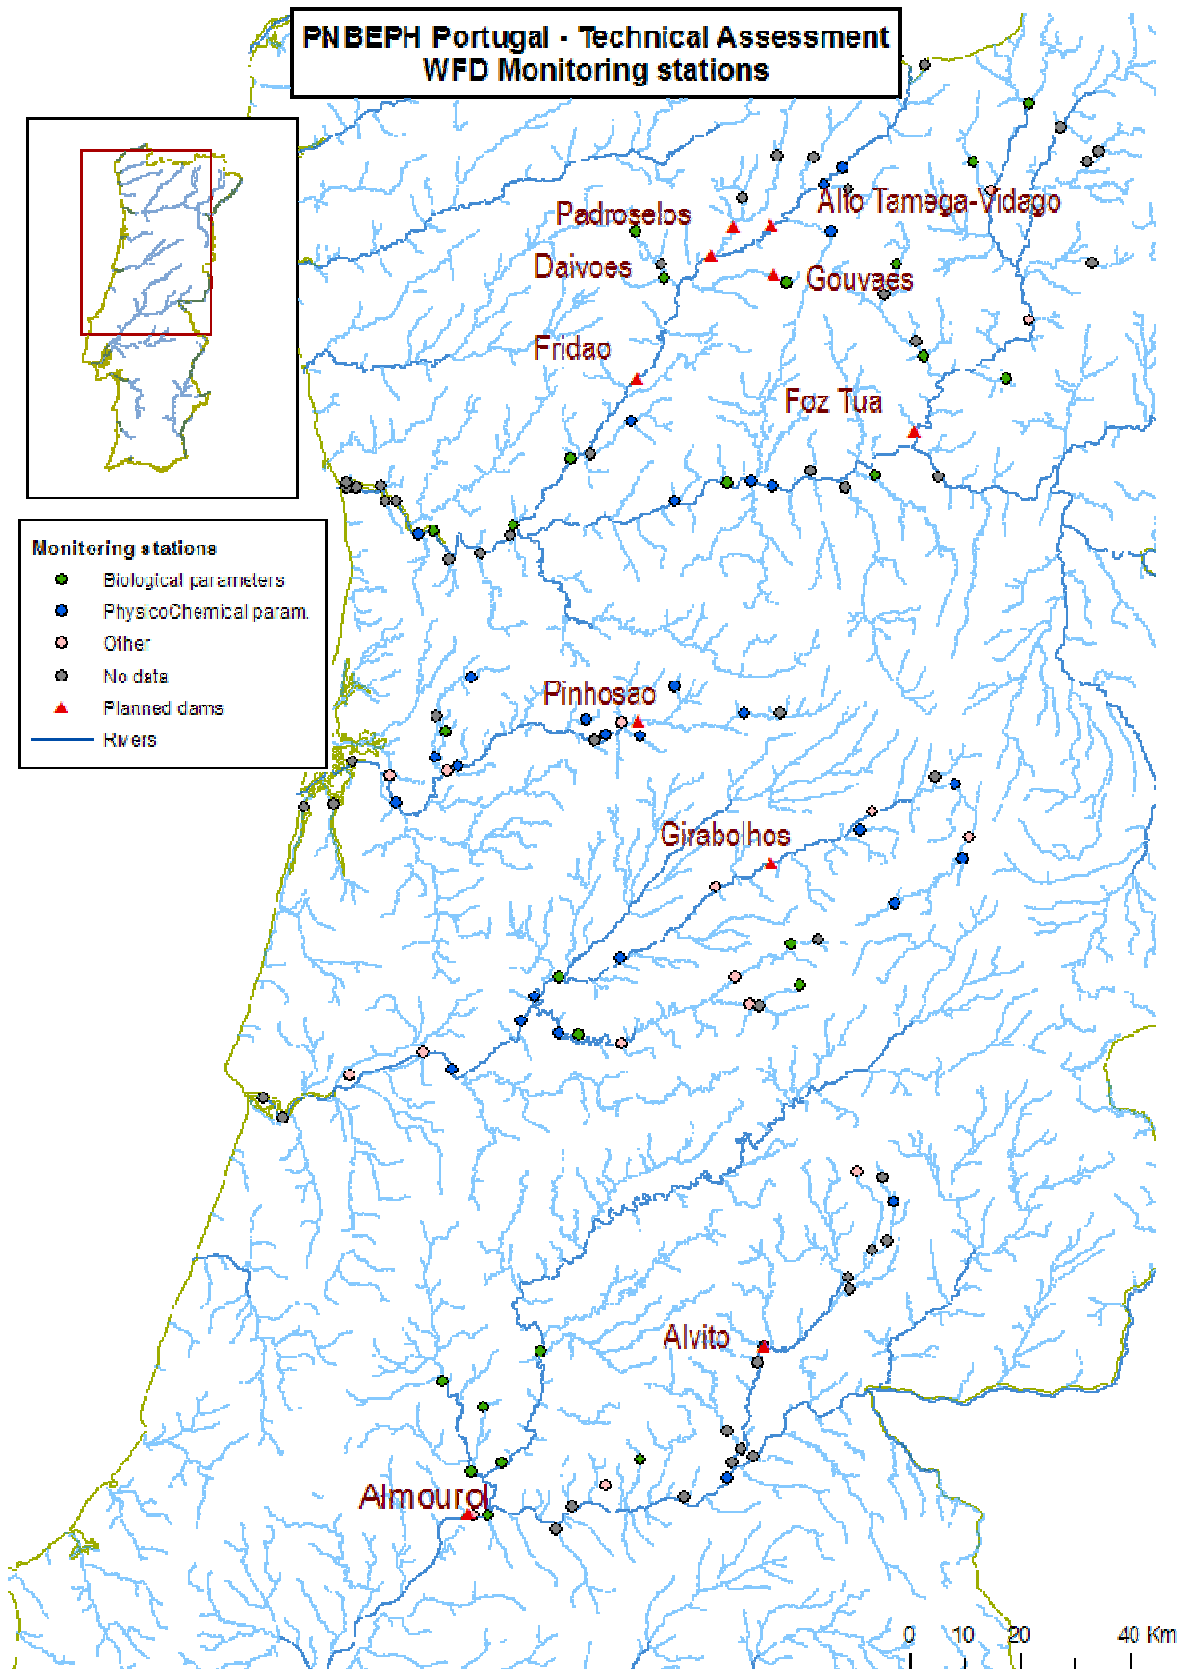 PNBEPH Portugal - Technical Assessment
WFD Monitoring stations
Padroselos
Alto Tamega-Vidago
Daivoes
Gouvaes
Fridao
Foz Tua
Monitoring stations
Biological parameters
PhysicoChemical param.
Other
No data
Planned dams
Rivers
Pinhosao
Girabolhos
Alvito
Almourol
0 10 20 40 Km